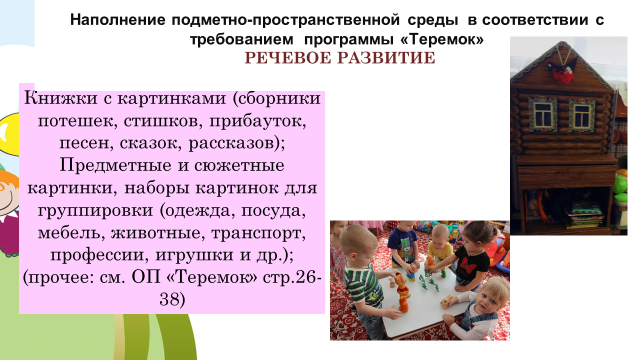 Наполнение подметно-пространственной среды в соответствии с
требованием программы «Теремок»
РЕЧЕВОЕ РАЗВИТИЕ
Книжки с картинками (сборники
потешек, стишков, прибауток,
песен, сказок, рассказов);
Предметные и сюжетные
картинки, наборы картинок для
группировки (одежда, посуда,
мебель, животные, транспорт,
профессии, игрушки и др.);
(прочее: см. ОП «Теремок» стр.26-
38)